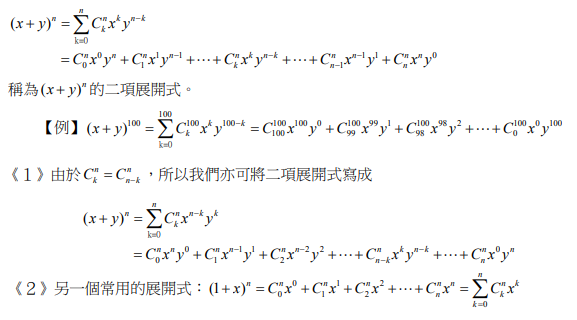 $(x+y)^n = \sum_{k=0}^{n} C_k^n x^k y^{n-k}$
$= C_0^n x^0 y^n + C_1^n x^1 y^{n-1} + \cdots + C_k^n x^k y^{n-k} + \cdots + C_{n-1}^n x^{n-1} y^1 + C_n^n x^n y^0$
稱為$(x+y)^n$的二項展開式。
【例】$(x+y)^{100} = \sum_{k=0}^{100} C_k^{100} x^k y^{100-k} = C_{100}^{100} x^{100} y^0 + C_{99}^{100} x^{99} y^1 + C_{98}^{100} x^{98} y^2 + \cdots + C_0^{100} x^0 y^{100}$
《1》由於$C_k^n = C_{n-k}^n$,所以我們亦可將二項展開式寫成
$(x+y)^n = \sum_{k=0}^{n} C_k^n x^{n-k} y^k$
$= C_0^n x^n y^0 + C_1^n x^{n-1} y^1 + C_2^n x^{n-2} y^2 + \cdots + C_{n-k}^n x^k y^{n-k} + \cdots + C_n^n x^0 y^n$
《2》另一個常用的展開式:$(1+x)^n = C_0^n x^0 + C_1^n x^1 + C_2^n x^2 + \cdots + C_n^n x^n = \sum_{k=0}^{n} C_k^n x^k$